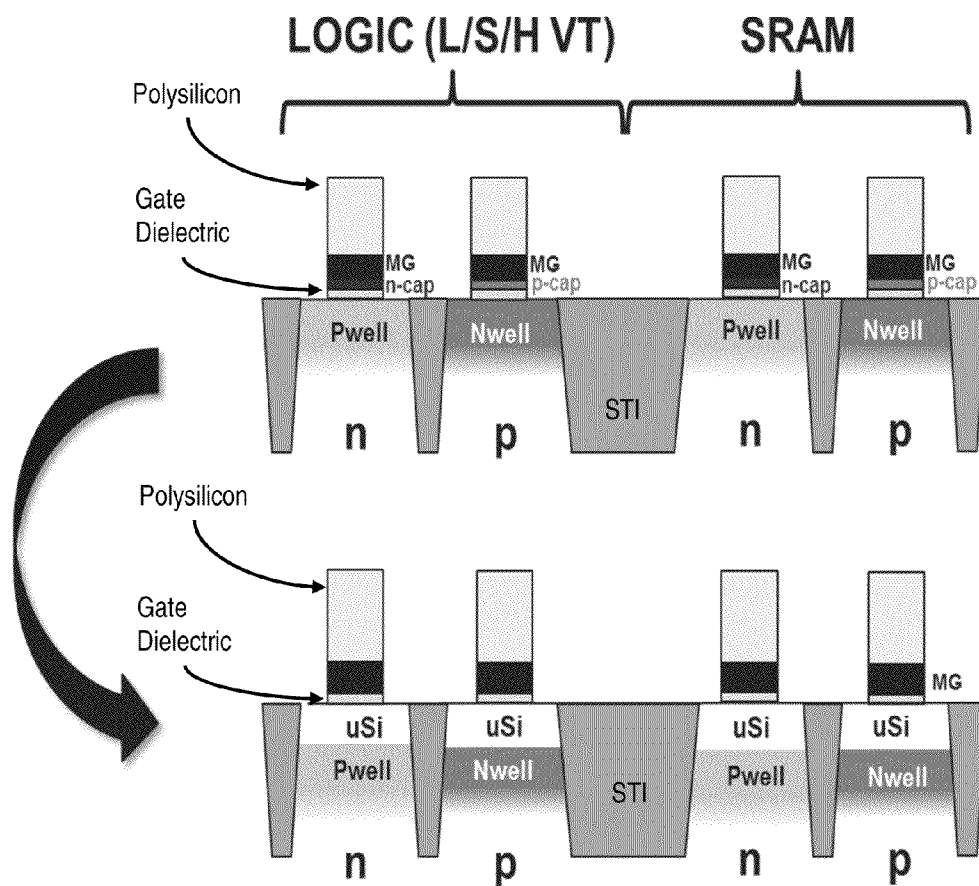 LOGIC (L/S/H VT) SRAM
Polysilicon
Gate
Dielectric
MG MG MG MG
n-cap p-cap n-cap p-cap
Pwell Nwell Pwell Nwell
STI
n p n p
Polysilicon
Gate
Dielectric
MG
uSi uSi uSi uSi
Pwell Nwell STI Pwell Nwell
n p n p